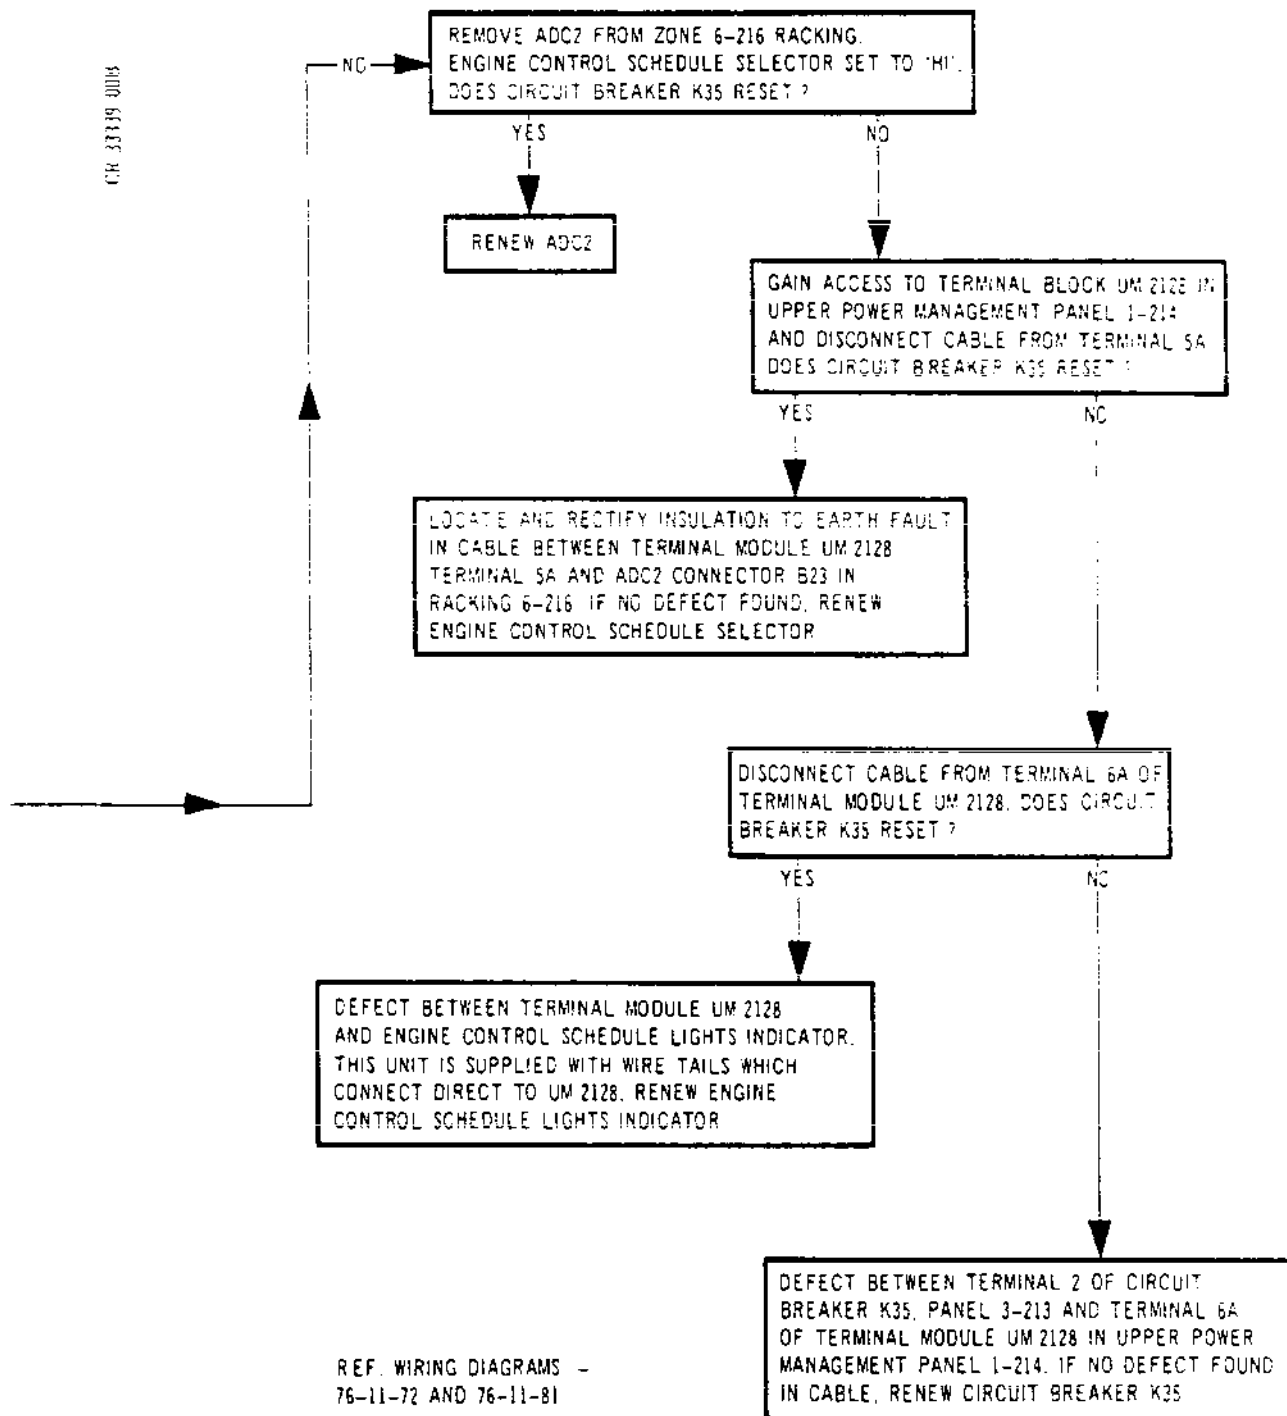 CR 33339 00B
NO
REMOVE ADC2 FROM ZONE 6-216 RACKING.
ENGINE CONTROL SCHEDULE SELECTOR SET TO 'HI'.
DOES CIRCUIT BREAKER K35 RESET ?
YES
NO
RENEW ADC2
GAIN ACCESS TO TERMINAL BLOCK UM 2128 IN
UPPER POWER MANAGEMENT PANEL 1-214
AND DISCONNECT CABLE FROM TERMINAL 5A
DOES CIRCUIT BREAKER K35 RESET ?
YES
NO
LOCATE AND RECTIFY INSULATION TO EARTH FAULT
IN CABLE BETWEEN TERMINAL MODULE UM 2128
TERMINAL 5A AND ADC2 CONNECTOR B23 IN
RACKING 6-216 IF NO DEFECT FOUND, RENEW
ENGINE CONTROL SCHEDULE SELECTOR
DISCONNECT CABLE FROM TERMINAL 6A OF
TERMINAL MODULE UM 2128. DOES CIRCUIT
BREAKER K35 RESET ?
YES
NO
DEFECT BETWEEN TERMINAL MODULE UM 2128
AND ENGINE CONTROL SCHEDULE LIGHTS INDICATOR.
THIS UNIT IS SUPPLIED WITH WIRE TAILS WHICH
CONNECT DIRECT TO UM 2128. RENEW ENGINE
CONTROL SCHEDULE LIGHTS INDICATOR
DEFECT BETWEEN TERMINAL 2 OF CIRCUIT
BREAKER K35, PANEL 3-213 AND TERMINAL 6A
OF TERMINAL MODULE UM 2128 IN UPPER POWER
MANAGEMENT PANEL 1-214. IF NO DEFECT FOUND
IN CABLE, RENEW CIRCUIT BREAKER K35
REF. WIRING DIAGRAMS -
76-11-72 AND 76-11-81